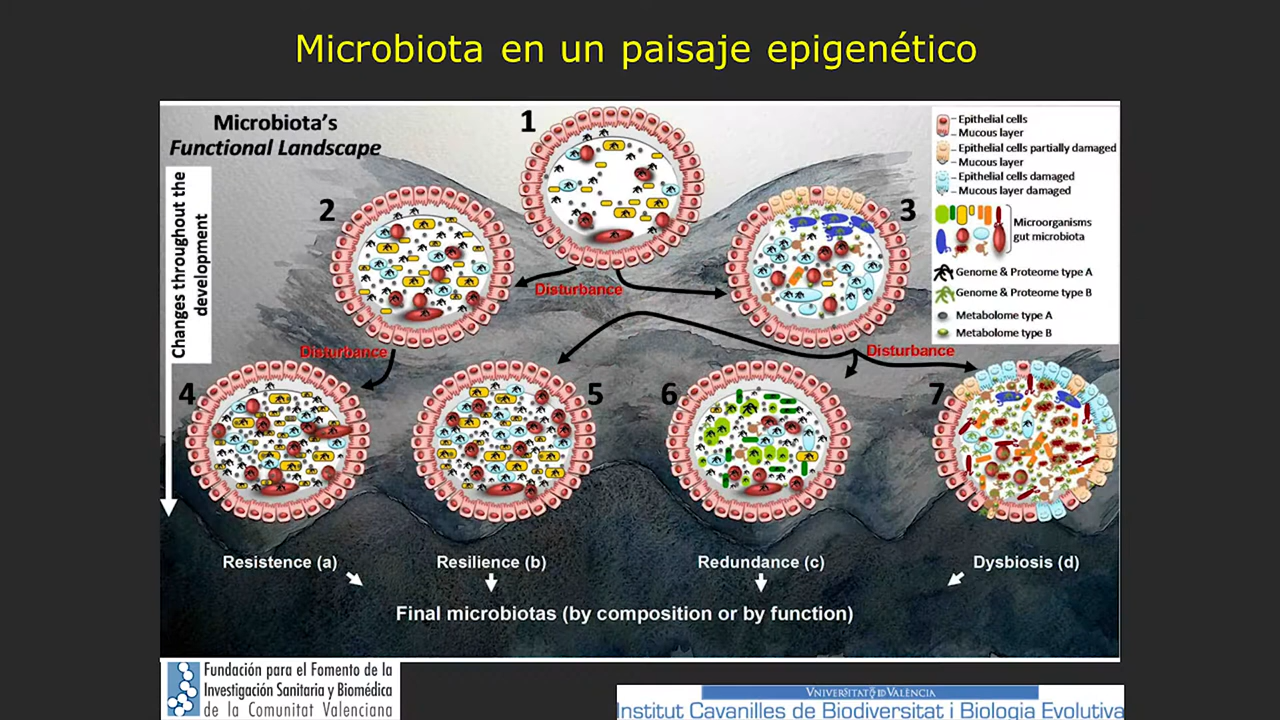 Microbiota en un paisaje epigenético
Microbiota's
Functional Landscape
Changes throughout the
development
1
2
3
Disturbance
Disturbance
Disturbance
4
5
6
7
Epithelial cells
Mucous layer
Epithelial cells partially damaged
Mucous layer
Epithelial cells damaged
Mucous layer damaged
Microorganisms
gut microbiota
Genome & Proteome type A
Genome & Proteome type B
Metabolome type A
Metabolome type B
Resistence (a)
Resilience (b)
Redundance (c)
Dysbiosis (d)
Final microbiotas (by composition or by function)
Fundación para el Fomento de la
Investigación Sanitaria y Biomédica
de la Comunitat Valenciana
VNIVERSITATŒDVALÈNCIA
Institut Cavanilles de Biodiversitat i Biologia Evolutiva